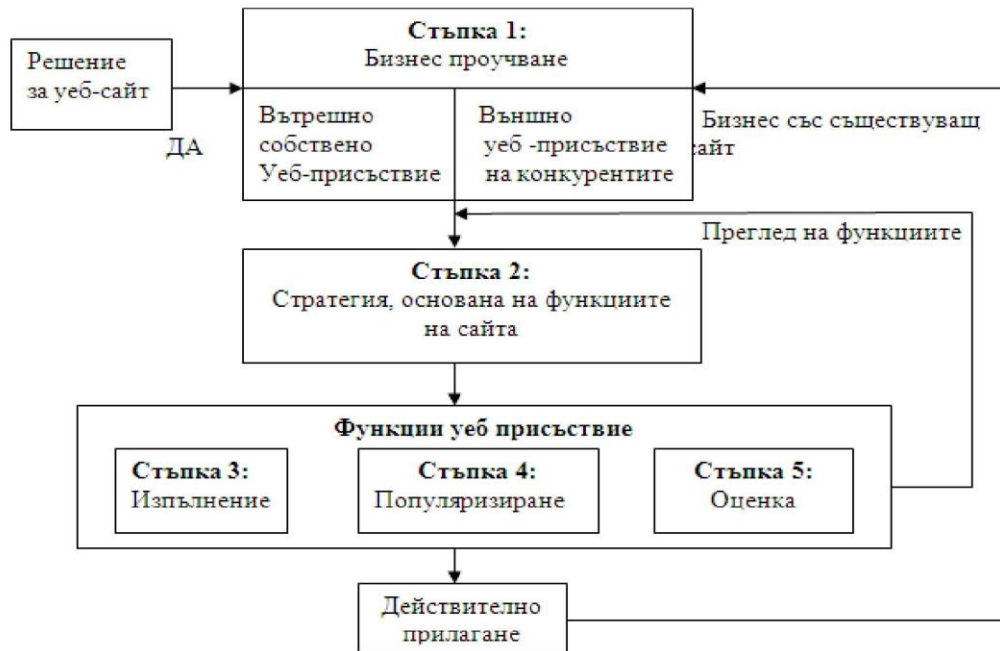 Стъпка 1:
Бизнес проучване
Решение
за уеб-сайт
ДА
Вътрешно
собствено
Уеб-присъствие
Външно
уеб -присъствие
на конкурентите
Бизнес със съществуващ
сайт
Преглед на функциите
Стъпка 2:
Стратегия, основана на функциите
на сайта
Функции уеб присъствие
Стъпка 3:
Изпълнение
Стъпка 4:
Популяризиране
Стъпка 5:
Оценка
Действително
прилагане